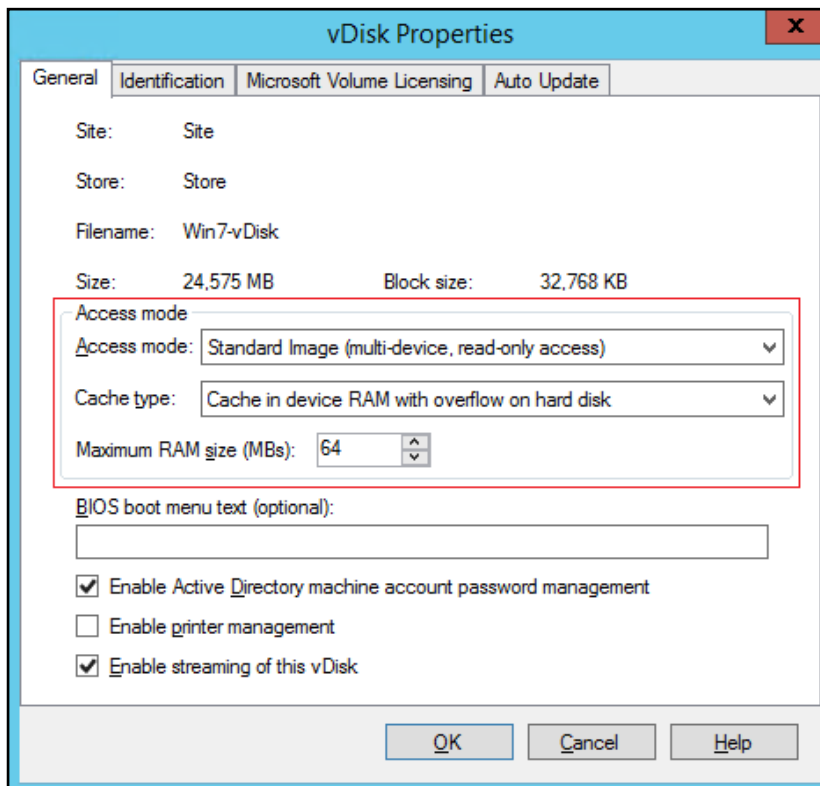 vDisk Properties
x
General Identification Microsoft Volume Licensing Auto Update
Site: Site
Store: Store
Filename: Win7-vDisk
Size: 24,575 MB Block size: 32,768 KB
Access mode
Access mode: Standard Image (multi-device, read-only access)
Cache type: Cache in device RAM with overflow on hard disk
Maximum RAM size (MBs): 64
BIOS boot menu text (optional):
Enable Active Directory machine account password management
Enable printer management
Enable streaming of this vDisk
OK Cancel Help